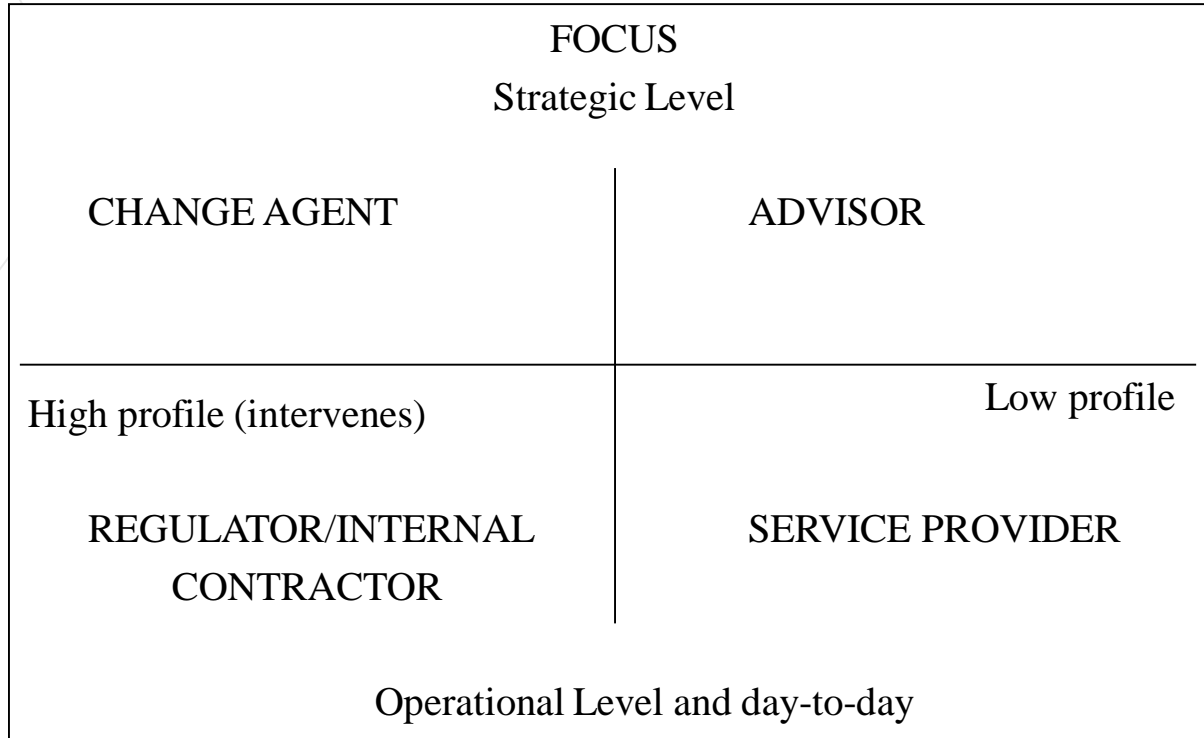 FOCUS
Strategic Level
CHANGE AGENT
ADVISOR
High profile (intervenes)
Low profile
REGULATOR/INTERNAL
CONTRACTOR
SERVICE PROVIDER
Operational Level and day-to-day